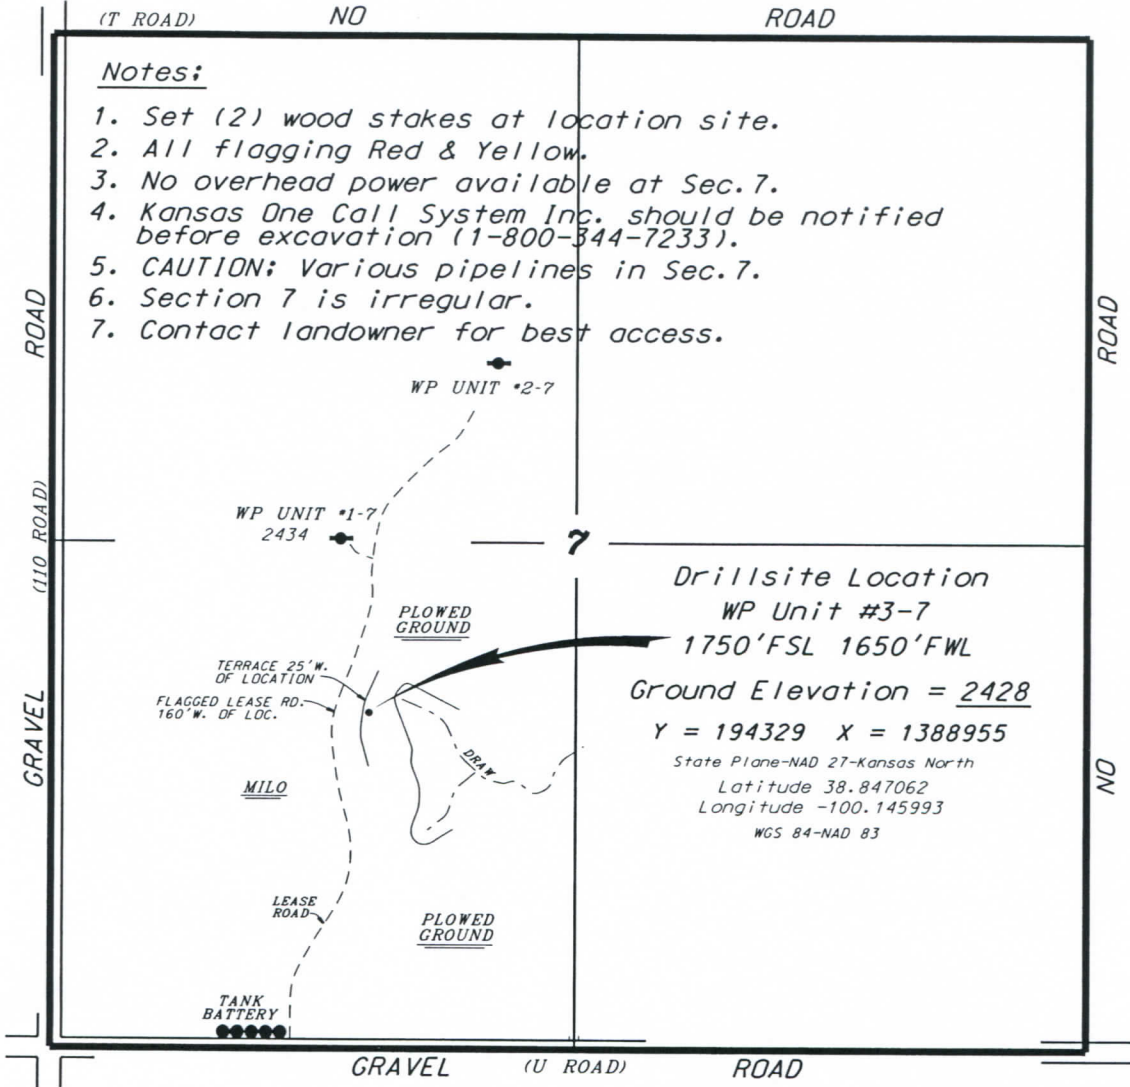 (T ROAD) NO ROAD
Notes:
1. Set (2) wood stakes at location site.
2. All flagging Red & Yellow.
3. No overhead power available at Sec.7.
4. Kansas One Call System Inc. should be notified
before excavation (1-800-344-7233).
5. CAUTION: Various pipelines in Sec.7.
6. Section 7 is irregular.
7. Contact landowner for best access.
ROAD
ROAD
WP UNIT #2-7
(110 ROAD)
WP UNIT #1-7
2434
7
Drillsite Location
WP Unit #3-7
1750'FSL 1650'FWL
Ground Elevation = 2428
Y = 194329 X = 1388955
State Plane-NAD 27-Kansas North
Latitude 38.847062
Longitude -100.145993
WGS 84-NAD 83
PLOWED
GROUND
TERRACE 25'W.
OF LOCATION
FLAGGED LEASE RD.
160'W. OF LOC.
GRAVEL
DRAW
MILO
NO
LEASE
ROAD
PLOWED
GROUND
TANK
BATTERY
GRAVEL (U ROAD) ROAD